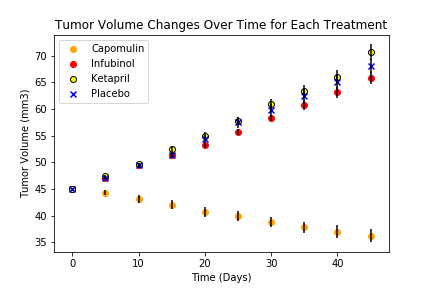 Tumor Volume Changes Over Time for Each Treatment
Tumor Volume (mm3)
70
65
60
55
50
45
40
35
Capomulin
Infubinol
Ketapril
Placebo
0 10 20 30 40
Time (Days)